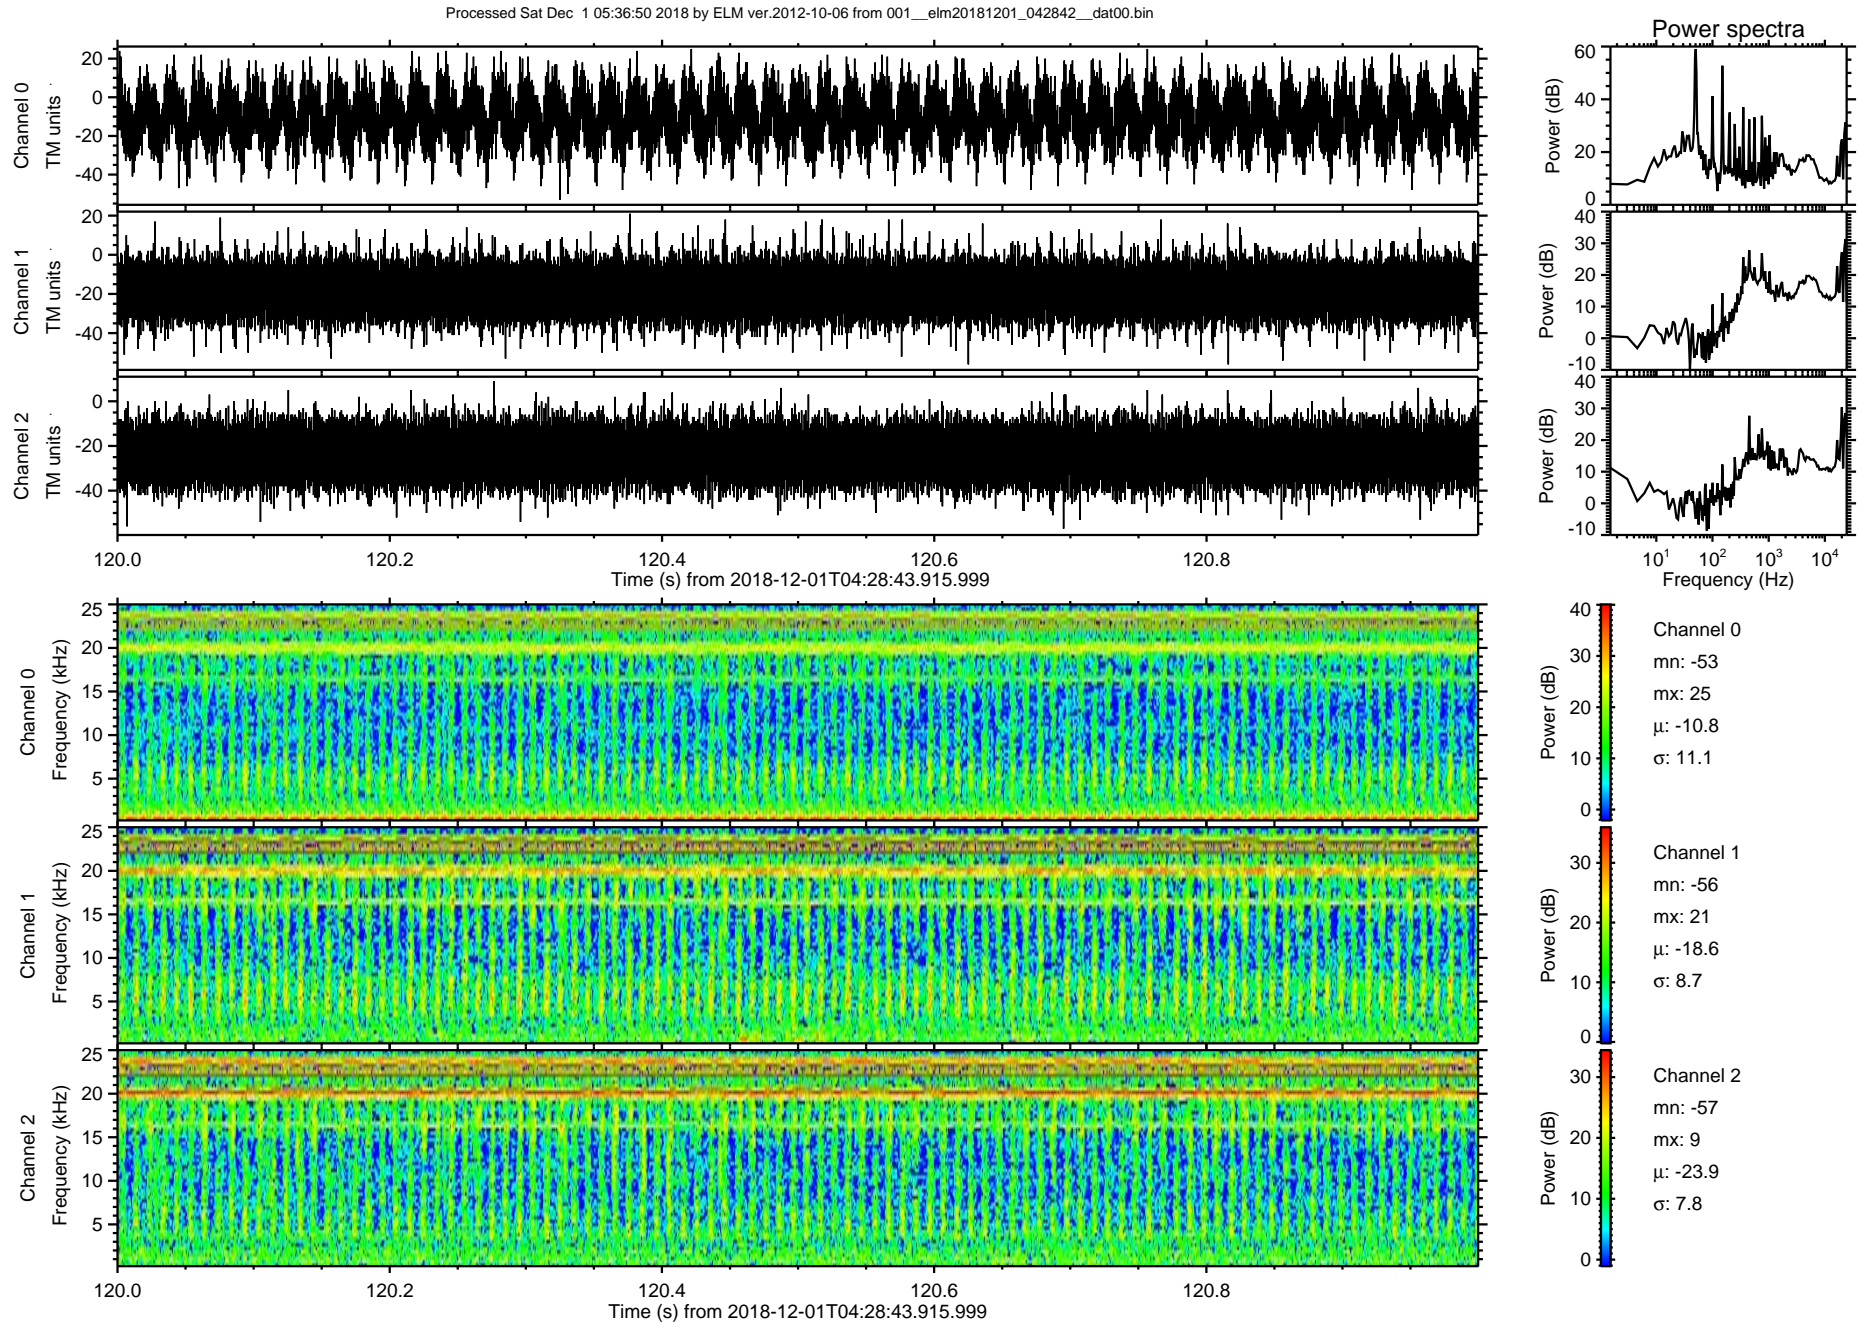 Processed Sat Dec  1 05:36:50 2018 by ELM ver.2012-10-06 from 001__elm20181201_042842__dat00.bin
Power spectra
Channel 0
TM units
20
0
-20
-40
Power (dB)
60
40
20
0
Channel 1
TM units
20
0
-20
-40
Power (dB)
40
30
20
10
0
-10
Channel 2
TM units
0
-20
-40
Power (dB)
40
30
20
10
0
-10
120.0 120.2 120.4 120.6 120.8
Time (s) from 2018-12-01T04:28:43.915.999
10¹ 10² 10³ 10⁴
Frequency (Hz)
Channel 0
Frequency (kHz)
25
20
15
10
5
Power (dB)
40
30
20
10
0
Channel 0
mn: -53
mx: 25
μ: -10.8
σ: 11.1
Channel 1
Frequency (kHz)
25
20
15
10
5
Power (dB)
30
20
10
0
Channel 1
mn: -56
mx: 21
μ: -18.6
σ: 8.7
Channel 2
Frequency (kHz)
25
20
15
10
5
Power (dB)
30
20
10
0
Channel 2
mn: -57
mx: 9
μ: -23.9
σ: 7.8
120.0 120.2 120.4 120.6 120.8
Time (s) from 2018-12-01T04:28:43.915.999